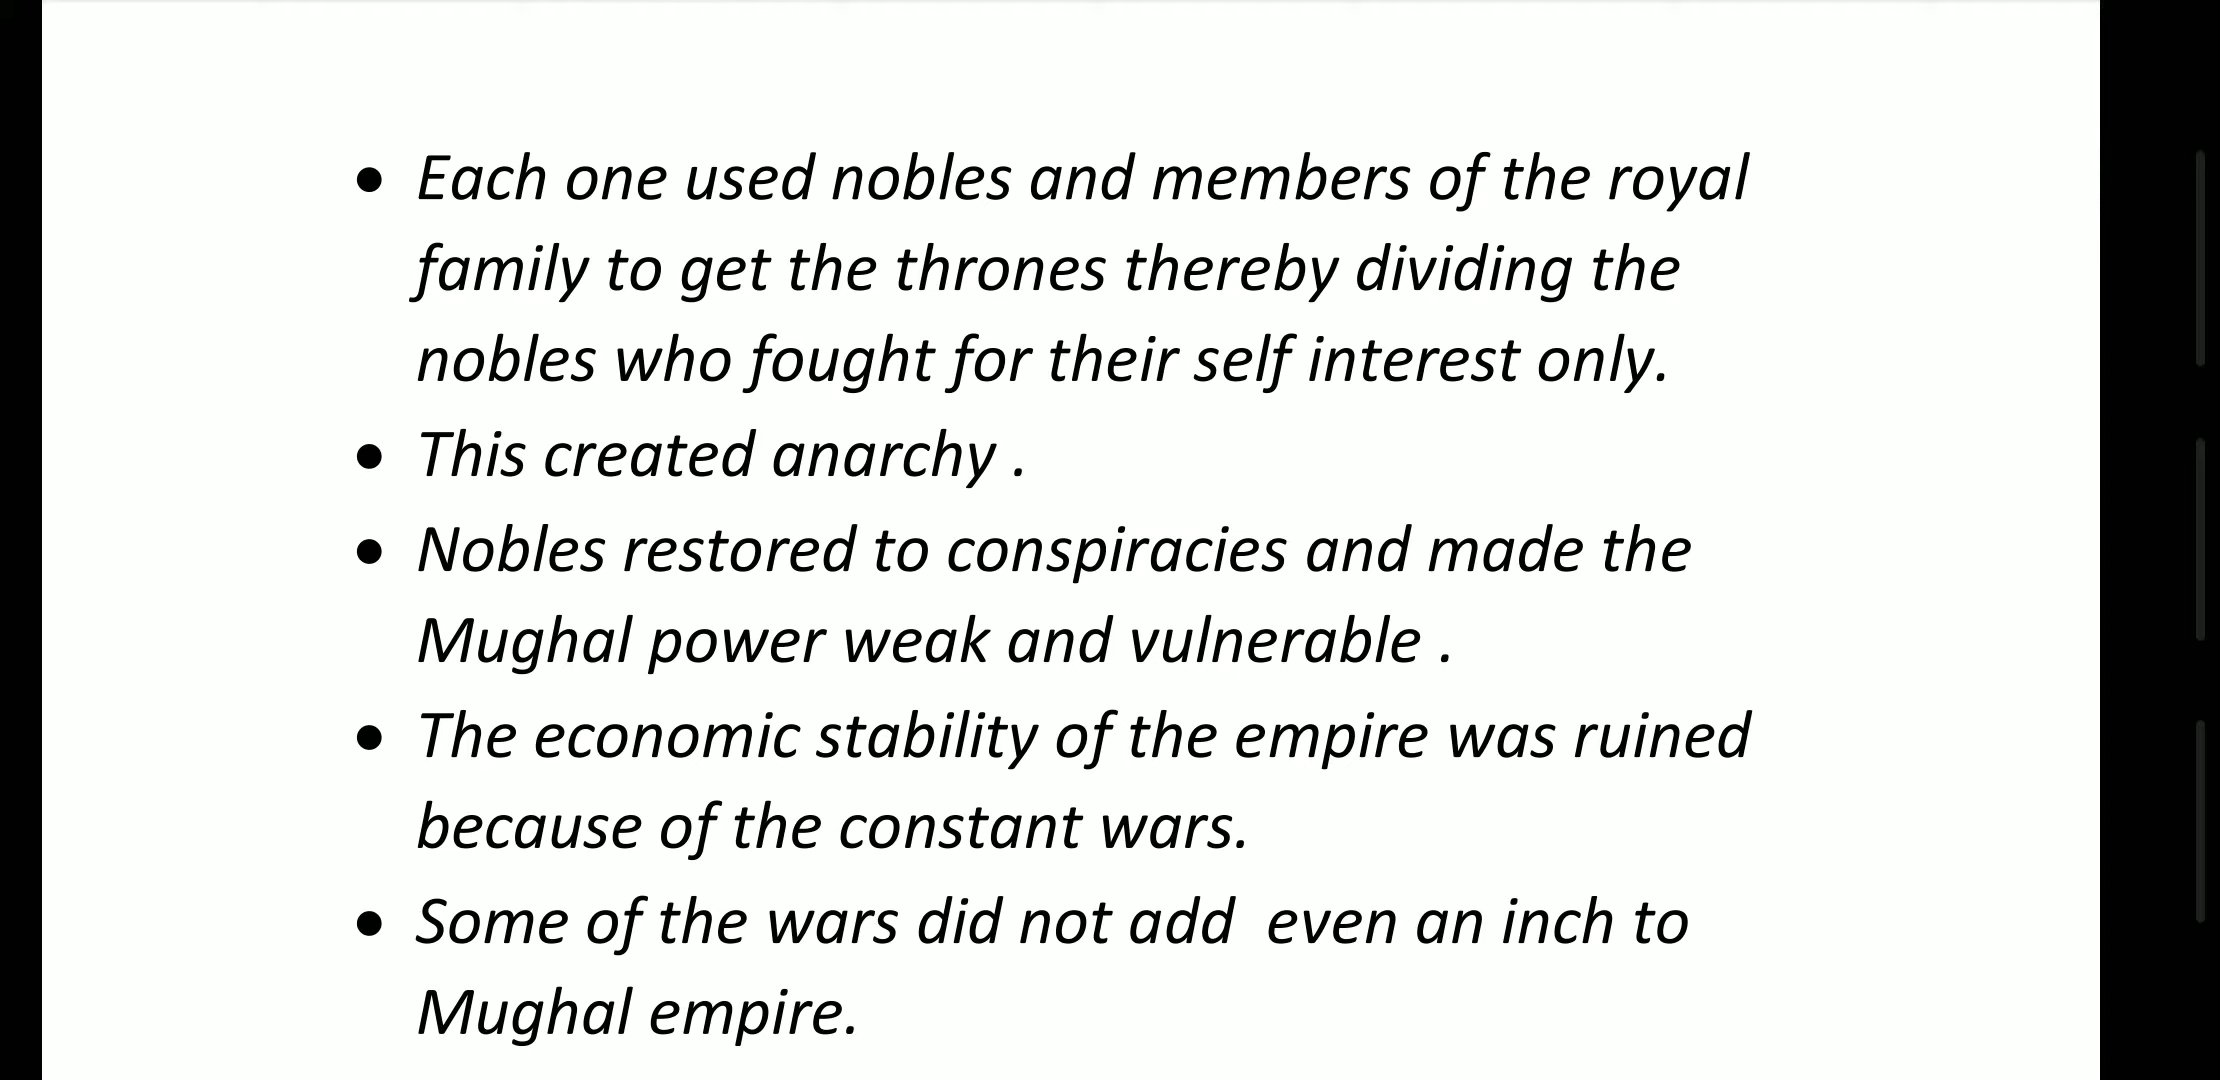 • Each one used nobles and members of the royal
family to get the thrones thereby dividing the
nobles who fought for their self interest only.
• This created anarchy .
• Nobles restored to conspiracies and made the
Mughal power weak and vulnerable .
• The economic stability of the empire was ruined
because of the constant wars.
• Some of the wars did not add  even an inch to
Mughal empire.